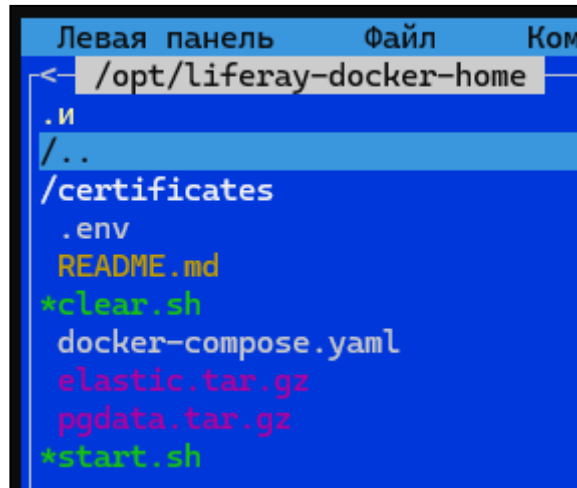 Левая панель Файл Ком
<- /opt/liferay-docker-home
.и
/..
/certificates
.env
README.md
*clear.sh
docker-compose.yaml
elastic.tar.gz
pgdata.tar.gz
*start.sh